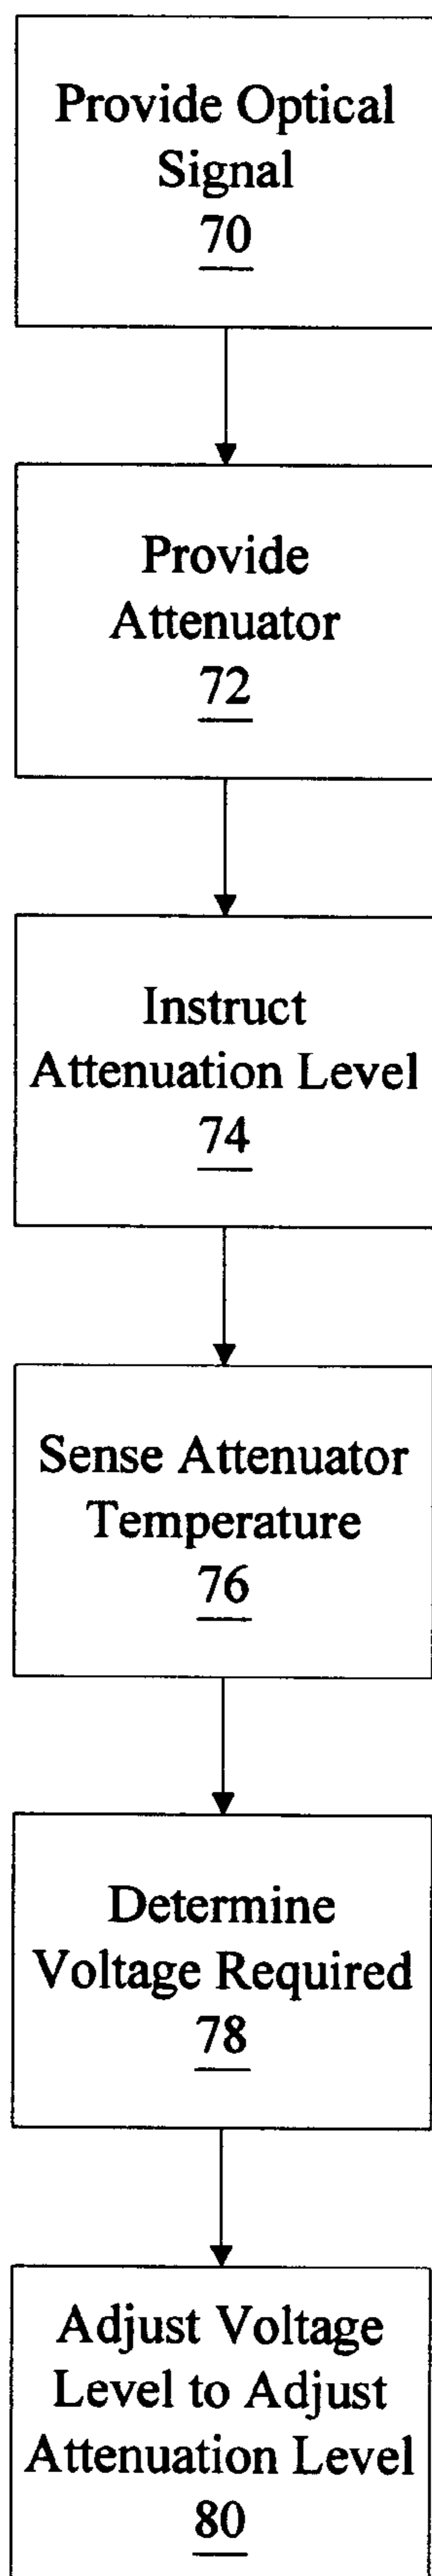 Provide Optical
Signal
70
Provide
Attenuator
72
Instruct
Attenuation Level
74
Sense Attenuator
Temperature
76
Determine
Voltage Required
78
Adjust Voltage
Level to Adjust
Attenuation Level
80